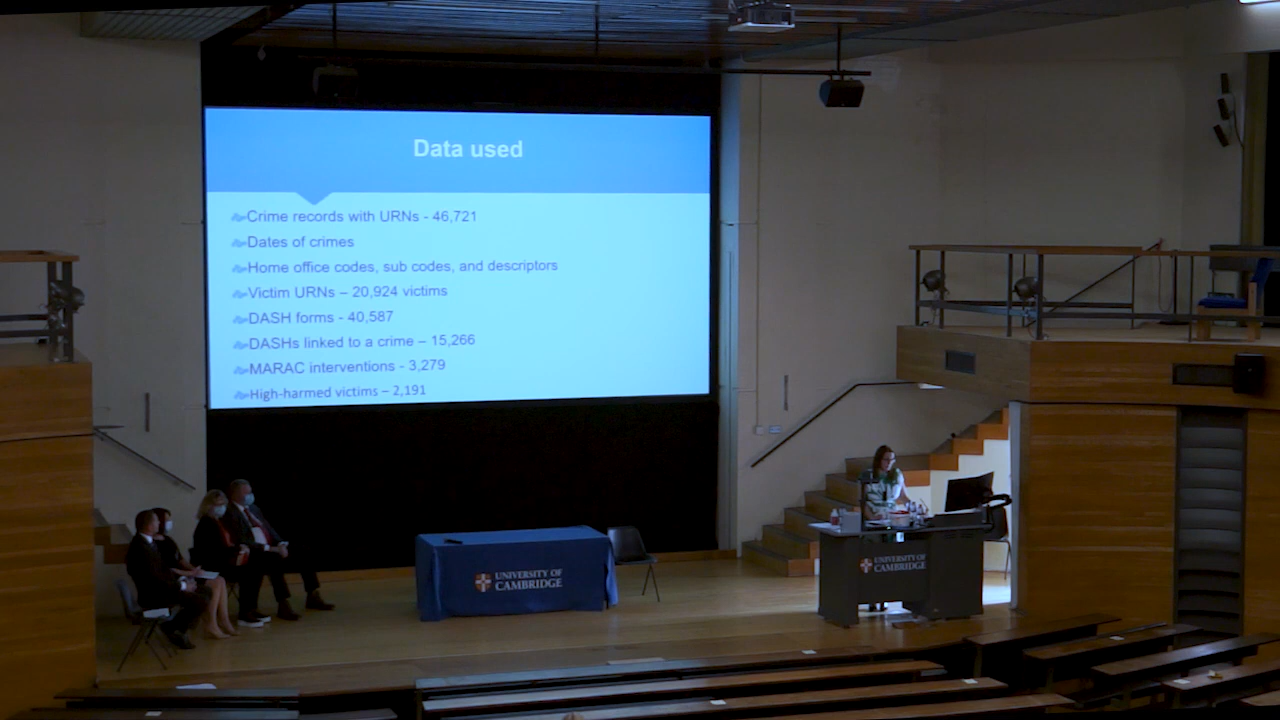 Data used
Crime records with URNs - 46,721
Dates of crimes
Home office codes, sub codes, and descriptors
Victim URNs – 20,924 victims
DASH forms - 40,587
DASHs linked to a crime – 15,266
MARAC interventions - 3,279
High-harmed victims – 2,191
UNIVERSITY OF
CAMBRIDGE
UNIVERSITY OF
CAMBRIDGE